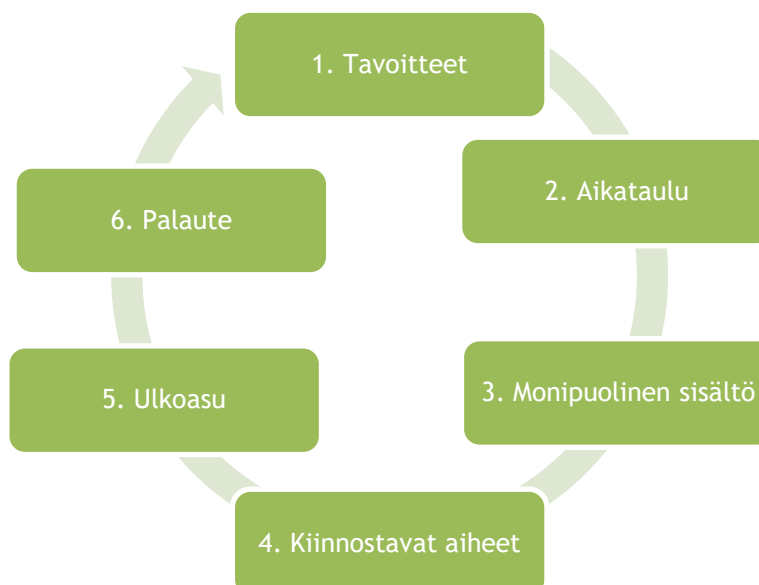 1. Tavoitteet
2. Aikataulu
3. Monipuolinen sisältö
4. Kiinnostavat aiheet
5. Ulkoasu
6. Palaute